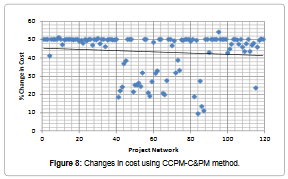 60
50
40
30
20
10
0
% Change in Cost
0 20 40 60 80 100 120
Project Network
Figure 8: Changes in cost using CCPM-C&PM method.